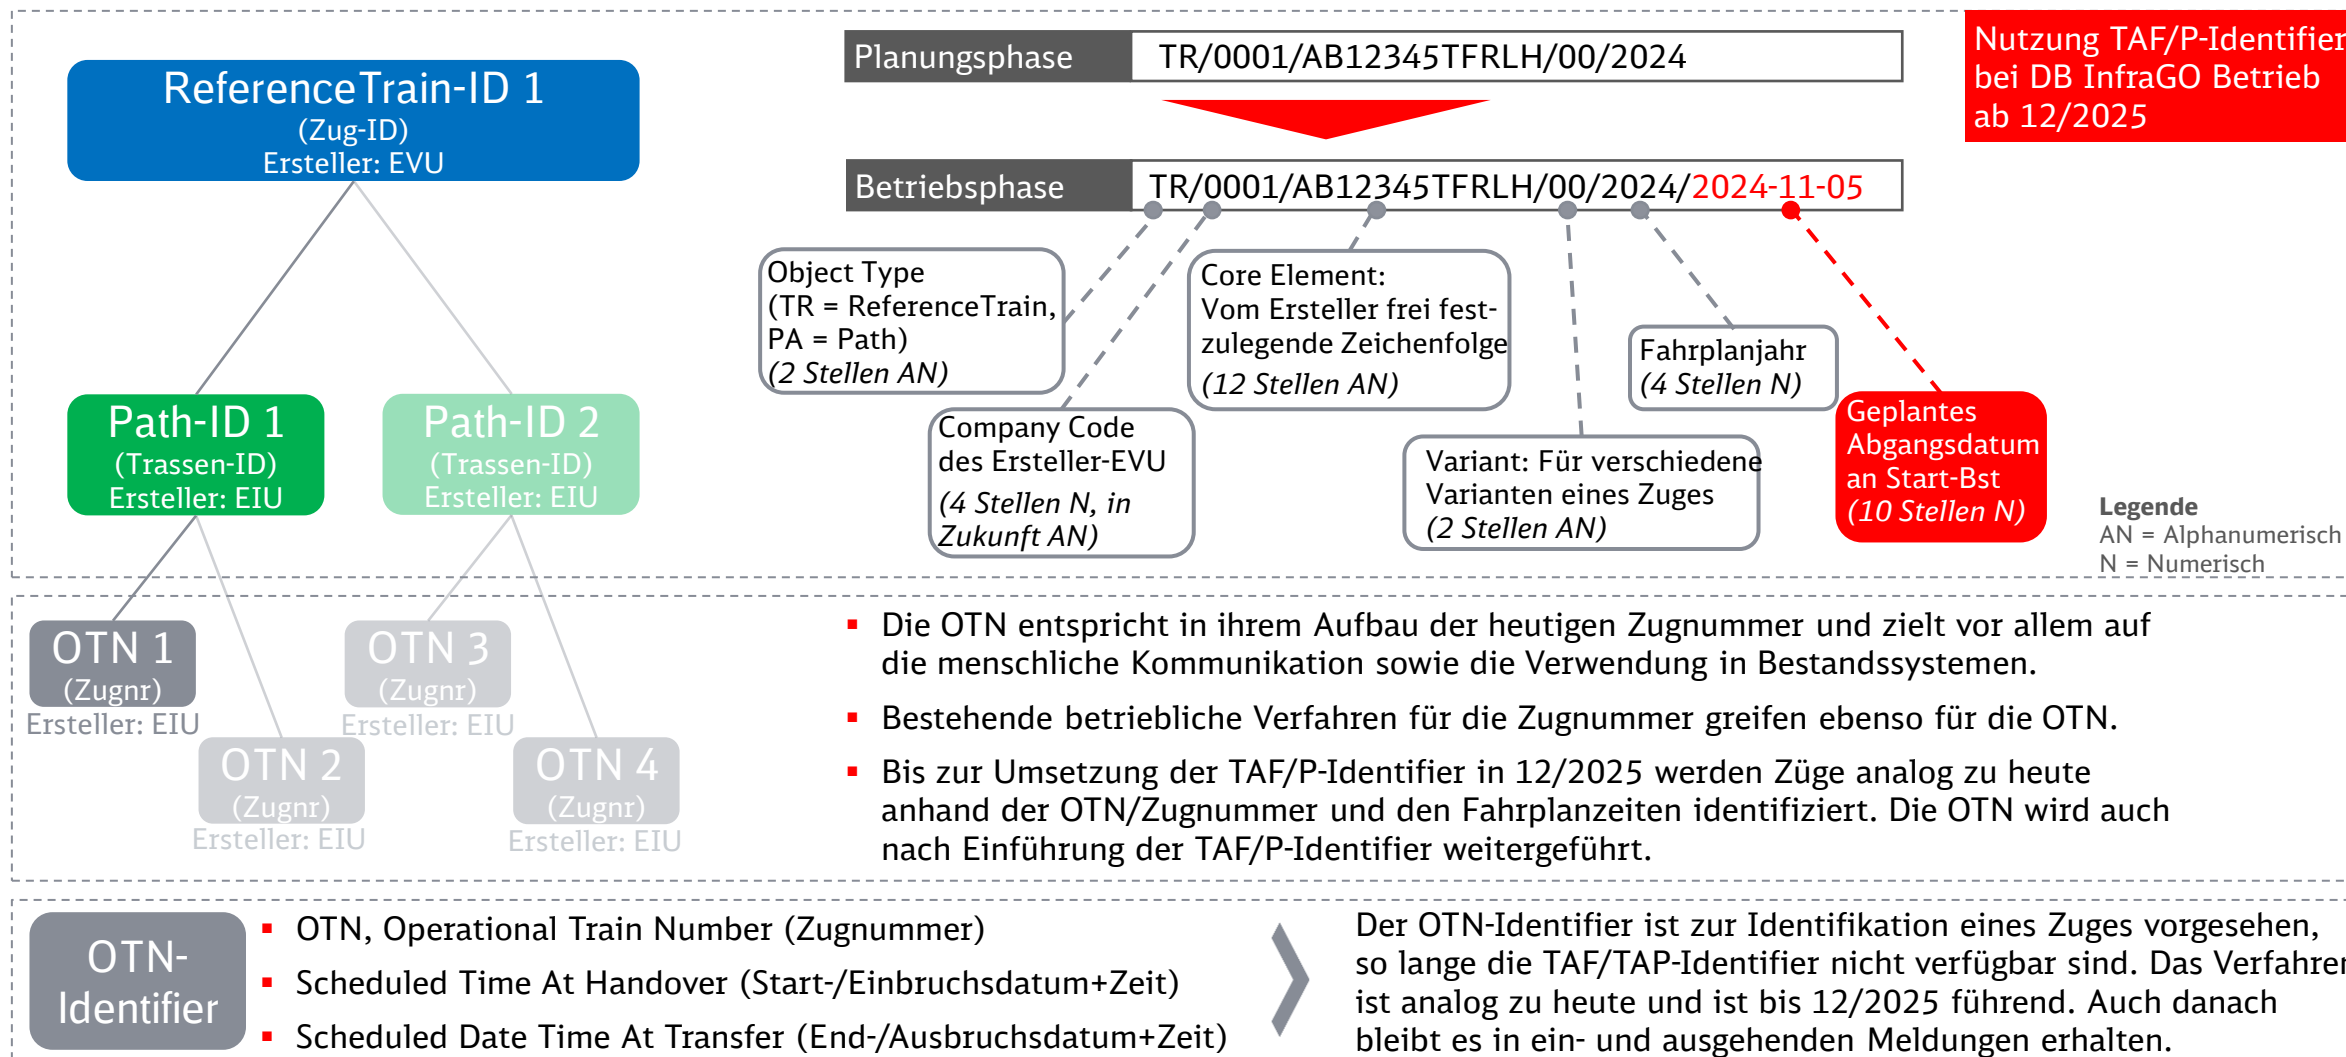 ReferenceTrain-ID 1
(Zug-ID)
Ersteller: EVU
Path-ID 1
(Trassen-ID)
Ersteller: EIU
Path-ID 2
(Trassen-ID)
Ersteller: EIU
Planungsphase
TR/0001/AB12345TFRLH/00/2024
Betriebsphase
TR/0001/AB12345TFRLH/00/2024/2024-11-05
Nutzung TAF/P-Identifier
bei DB InfraGO Betrieb
ab 12/2025
Object Type
(TR = ReferenceTrain,
PA = Path)
(2 Stellen AN)
Company Code
des Ersteller-EVU
(4 Stellen N, in
Zukunft AN)
Core Element:
Vom Ersteller frei fest-
zulegende Zeichenfolge
(12 Stellen AN)
Variant: Für verschiedene
Varianten eines Zuges
(2 Stellen AN)
Fahrplanjahr
(4 Stellen N)
Geplantes
Abgangsdatum
an Start-Bst
(10 Stellen N)
Legende
AN = Alphanumerisch
N = Numerisch
OTN 1
(Zugnr)
Ersteller: EIU
OTN 2
(Zugnr)
Ersteller: EIU
OTN 3
(Zugnr)
Ersteller: EIU
OTN 4
(Zugnr)
Ersteller: EIU
▪ Die OTN entspricht in ihrem Aufbau der heutigen Zugnummer und zielt vor allem auf
die menschliche Kommunikation sowie die Verwendung in Bestandssystemen.
▪ Bestehende betriebliche Verfahren für die Zugnummer greifen ebenso für die OTN.
▪ Bis zur Umsetzung der TAF/P-Identifier in 12/2025 werden Züge analog zu heute
anhand der OTN/Zugnummer und den Fahrplanzeiten identifiziert. Die OTN wird auch
nach Einführung der TAF/P-Identifier weitergeführt.
OTN-
Identifier
▪ OTN, Operational Train Number (Zugnummer)
▪ Scheduled Time At Handover (Start-/Einbruchsdatum+Zeit)
▪ Scheduled Date Time At Transfer (End-/Ausbruchsdatum+Zeit)
Der OTN-Identifier ist zur Identifikation eines Zuges vorgesehen,
so lange die TAF/TAP-Identifier nicht verfügbar sind. Das Verfahren
ist analog zu heute und ist bis 12/2025 führend. Auch danach
bleibt es in ein- und ausgehenden Meldungen erhalten.